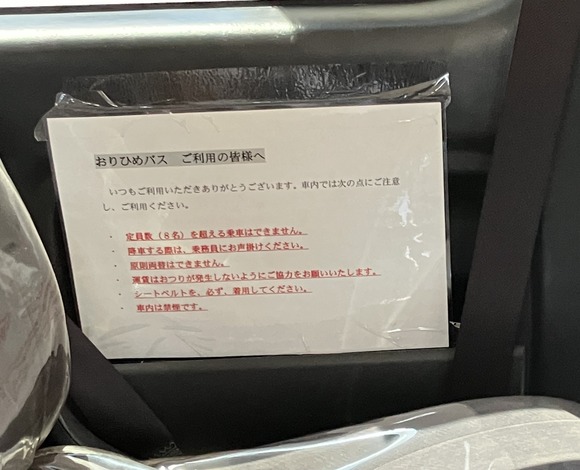 おりひめバス　ご利用の皆様へ
いつもご利用いただきありがとうございます。車内では次の点にご注意
し、ご利用ください。
・ 定員数（8名）を超える乗車はできません。
・ 降車する際は、乗務員にお声掛けください。
・ 原則両替はできません。
・ 運賃はおつりが発生しないようにご協力をお願いいたします。
・ シートベルトを、必ず、着用してください。
・ 車内は禁煙です。